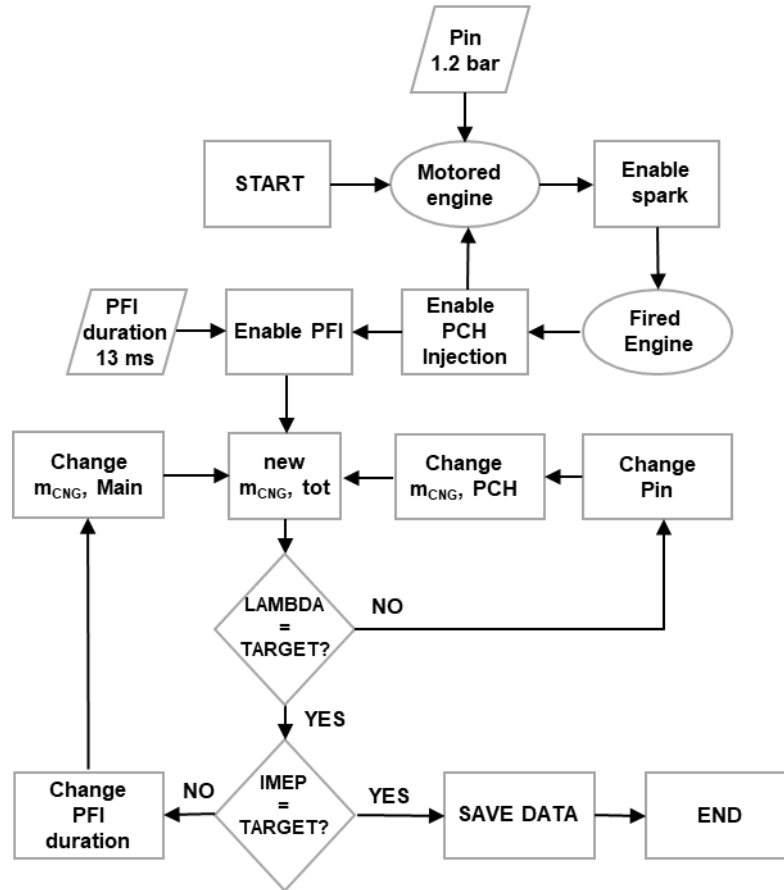 Pin
1.2 bar
START
Motored
engine
Enable
spark
PFI
duration
13 ms
Enable PFI
Enable
PCH
Injection
Fired
Engine
Change
mCNG, Main
new
mCNG, tot
Change
mCNG, PCH
Change
Pin
LAMBDA
=
TARGET?
NO
YES
Change
PFI
duration
NO
IMEP
=
TARGET?
YES
SAVE DATA
END